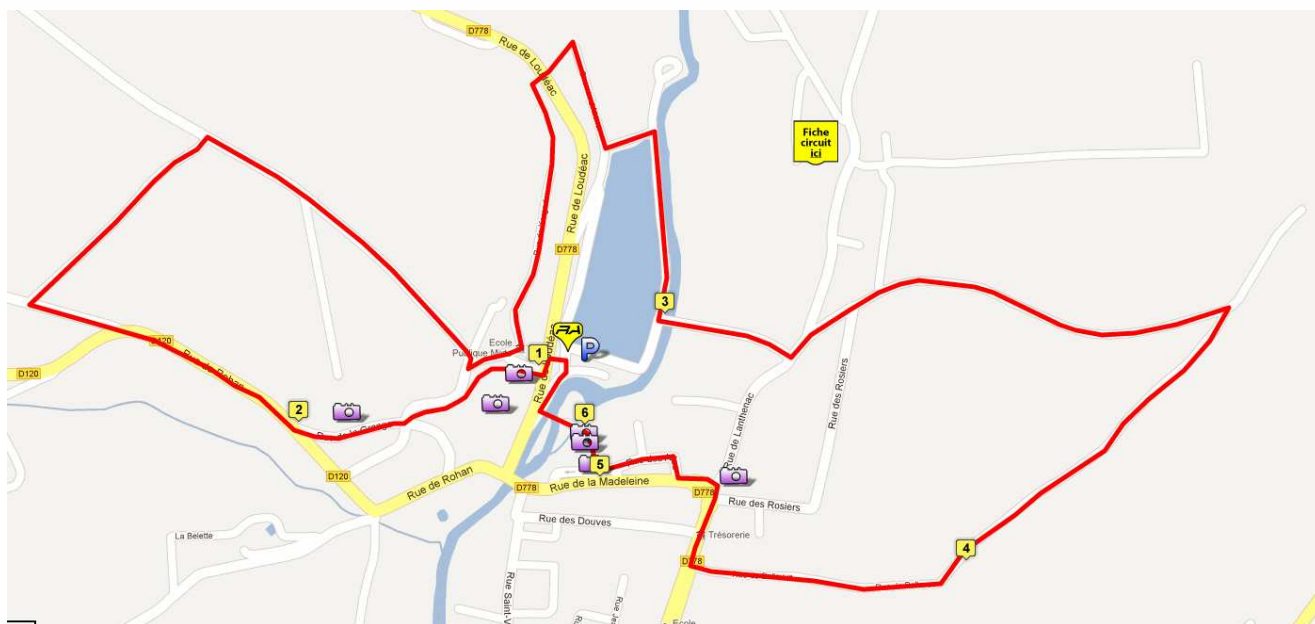 D778
Rue de Loudéac
Fiche
circuit
ici
Rue de Loudéac
D778
3
Ecole
Publique
1
P
D120
Rue de Rohan
D120
2
6
Rue de Lanthenac
Rue des Rosiers
5
D120
Rue de Rohan
D778
Rue de la Madeleine
D778
Rue des Rosiers
Rue des Douves
La Belette
Trésorerie
4
Rue Saint-V
Ecole